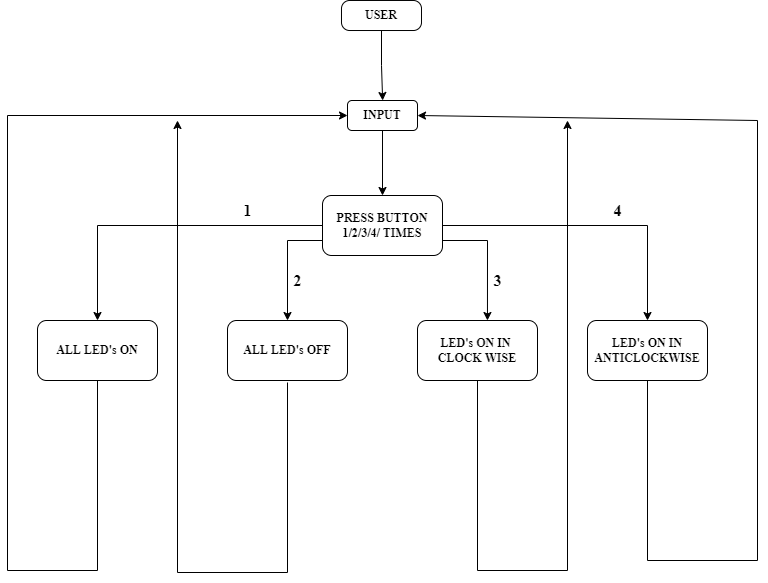 USER
INPUT
PRESS BUTTON
1/2/3/4/ TIMES
1
4
2
3
ALL LED's ON
ALL LED's OFF
LED's ON IN
CLOCK WISE
LED's ON IN
ANTICLOCKWISE